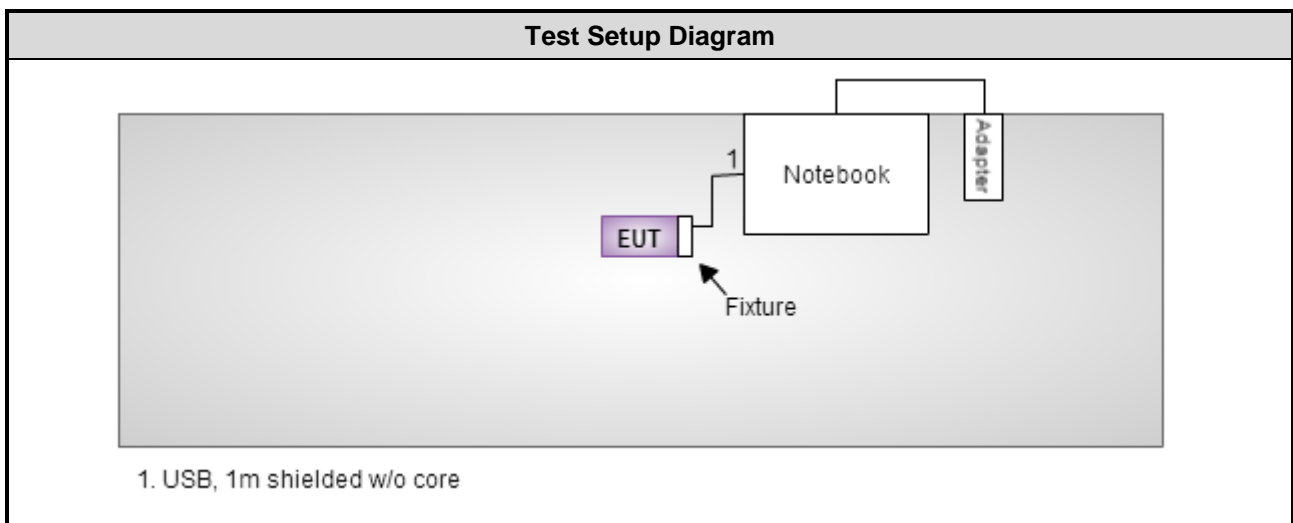 Test Setup Diagram
1
Notebook
Adapter
EUT
Fixture
1. USB, 1m shielded w/o core